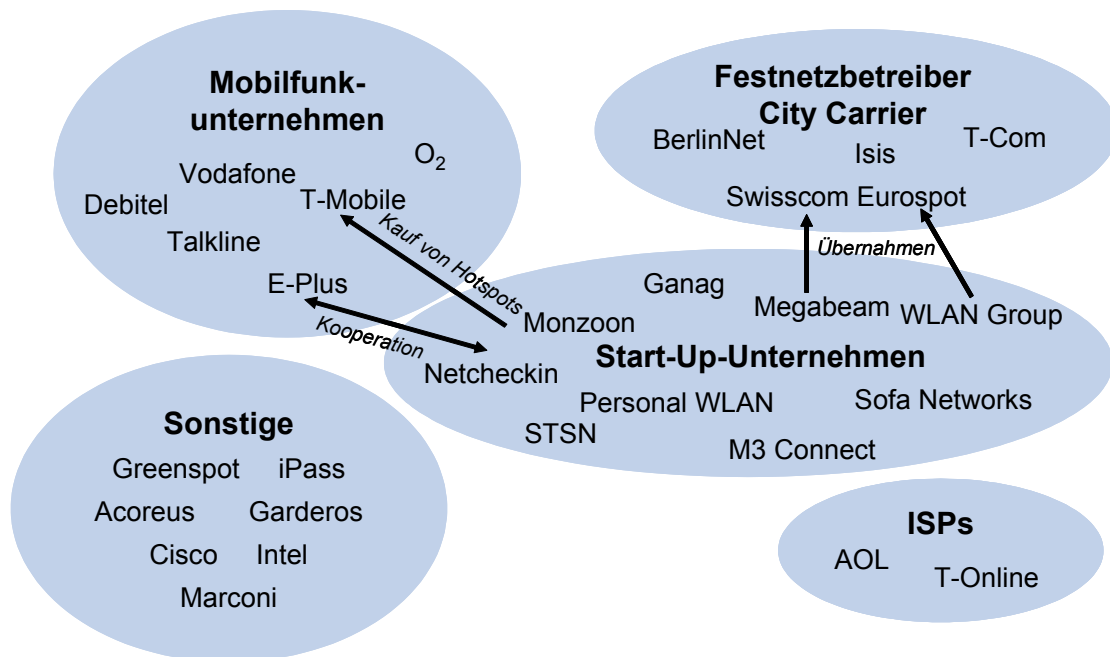 Mobilfunk-
unternehmen
O₂
Vodafone
T-Mobile
Debitel
Talkline
E-Plus
Kauf von Hotspots
Kooperation
Festnetzbetreiber
City Carrier
BerlinNet
Isis
T-Com
Swisscom Eurospot
Übernahmen
Ganag
Megabeam
WLAN Group
Monzoon
Start-Up-Unternehmen
Netcheckin
Personal WLAN
Sofa Networks
STSN
M3 Connect
Sonstige
Greenspot
iPass
Acoreus
Garderos
Cisco
Intel
Marconi
ISPs
AOL
T-Online